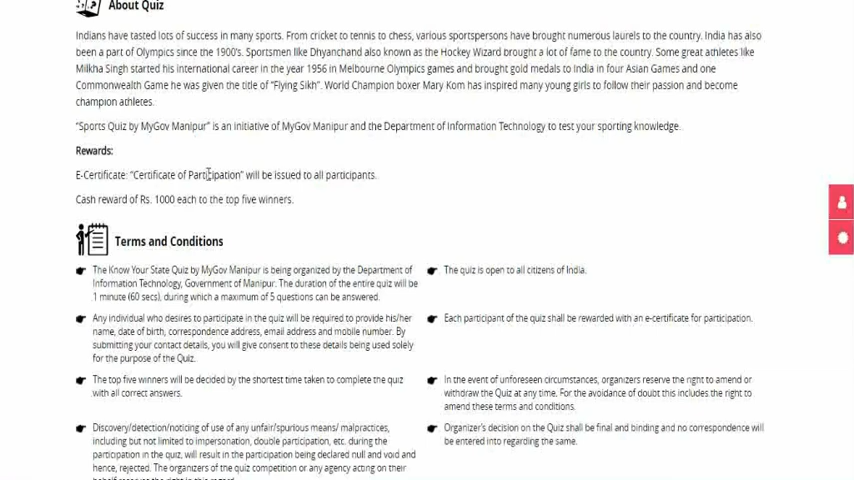 About Quiz
Indians have tasted lots of success in many sports. From cricket to tennis to chess, various sportspersons have brought numerous laurels to the country. India has also
been a part of Olympics since the 1900's. Sportsmen like Dhyanchand also known as the Hockey Wizard brought a lot of fame to the country. Some great athletes like
Milkha Singh started his international career in the year 1956 in Melbourne Olympics games and brought gold medals to India in four Asian Games and one
Commonwealth Game he was given the title of "Flying Sikh". World Champion boxer Mary Kom has inspired many young girls to follow their passion and become
champion athletes.
"Sports Quiz by MyGov Manipur" is an initiative of MyGov Manipur and the Department of Information Technology to test your sporting knowledge.
Rewards:
E-Certificate: "Certificate of Participation" will be issued to all participants.
Cash reward of Rs. 1000 each to the top five winners.
Terms and Conditions
The Know Your State Quiz by MyGov Manipur is being organized by the Department of
Information Technology, Government of Manipur. The duration of the entire quiz will be
1 minute (60 secs), during which a maximum of 5 questions can be answered.
The quiz is open to all citizens of India.
Any individual who desires to participate in the quiz will be required to provide his/her
name, date of birth, correspondence address, email address and mobile number. By
submitting your contact details, you will give consent to these details being used solely
for the purpose of the Quiz.
Each participant of the quiz shall be rewarded with an e-certificate for participation.
The top five winners will be decided by the shortest time taken to complete the quiz
with all correct answers.
In the event of unforeseen circumstances, organizers reserve the right to amend or
withdraw the Quiz at any time. For the avoidance of doubt this includes the right to
amend these terms and conditions.
Discovery/detection/noticing of use of any unfair/spurious means/ malpractices,
including but not limited to impersonation, double participation, etc. during the
participation in the quiz, will result in the participation being declared null and void and
hence, rejected. The organizers of the quiz competition or any agency acting on their
behalf reserves the right in this regard
Organizer's decision on the Quiz shall be final and binding and no correspondence will
be entered into regarding the same.